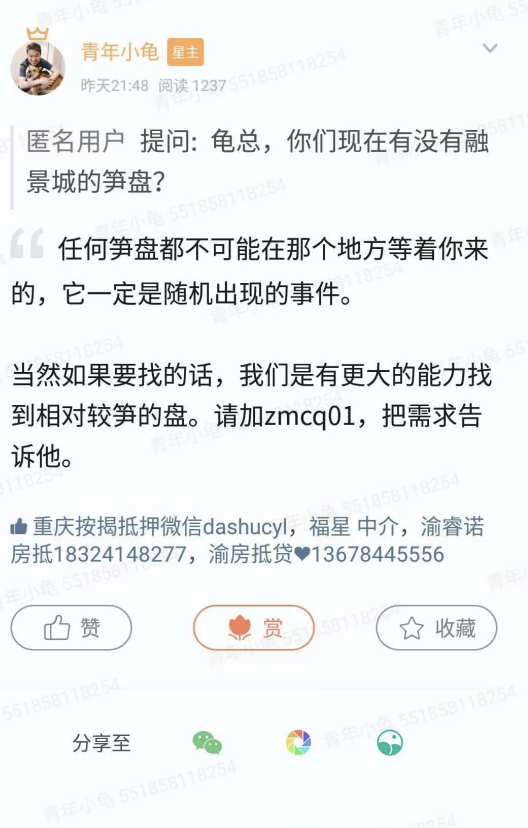 青年小龟 星主
昨天21:48 阅读 1237
匿名用户 提问: 龟总，你们现在有没有融
景城的笋盘？
任何笋盘都不可能在那个地方等着你来
的，它一定是随机出现的事件。
当然如果要找的话，我们是有更大的能力找
到相对较笋的盘。请加zmcq01，把需求告
诉他。
重庆按揭抵押微信dashucyl，福星 中介，渝睿诺
房抵18324148277，渝房抵贷❤13678445556
赞 赏 收藏
分享至
青年小龟 551858118254